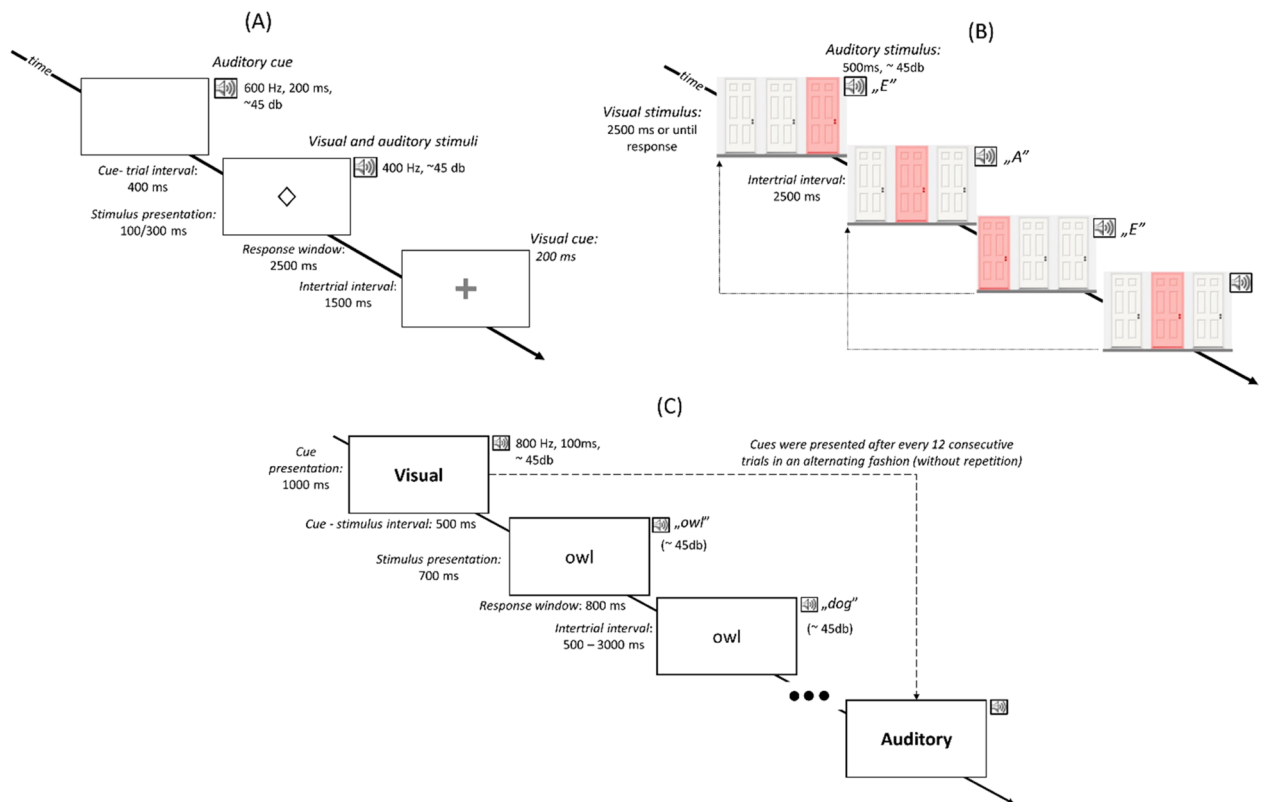 (A)
time
Auditory cue
600 Hz, 200 ms,
~45 db
Cue- trial interval:
400 ms
Visual and auditory stimuli
400 Hz, ~45 db
Stimulus presentation:
100/300 ms
Response window:
2500 ms
Visual cue:
200 ms
Intertrial interval:
1500 ms
(B)
time
Auditory stimulus:
500ms, ~ 45db
„E”
Visual stimulus:
2500 ms or until
response
„A”
Intertrial interval:
2500 ms
„E”
(C)
Cue
presentation:
1000 ms
Visual
800 Hz, 100ms,
~ 45db
Cues were presented after every 12 consecutive
trials in an alternating fashion (without repetition)
Cue - stimulus interval: 500 ms
owl
„owl”
(~ 45db)
Stimulus presentation:
700 ms
Response window: 800 ms
owl
„dog”
(~ 45db)
Intertrial interval:
500 – 3000 ms
Auditory